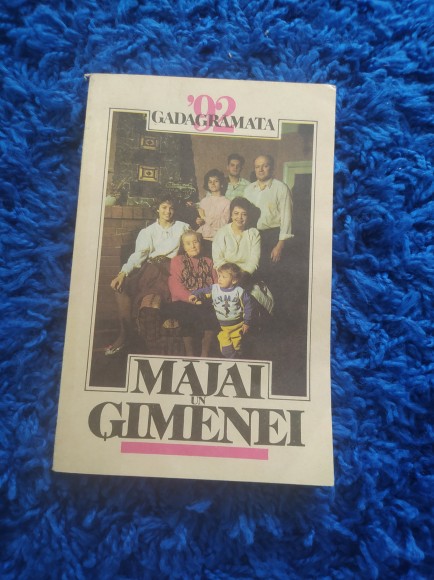 '92
GADAGRĀMATA
MĀJAI
UN
ĢIMENEI